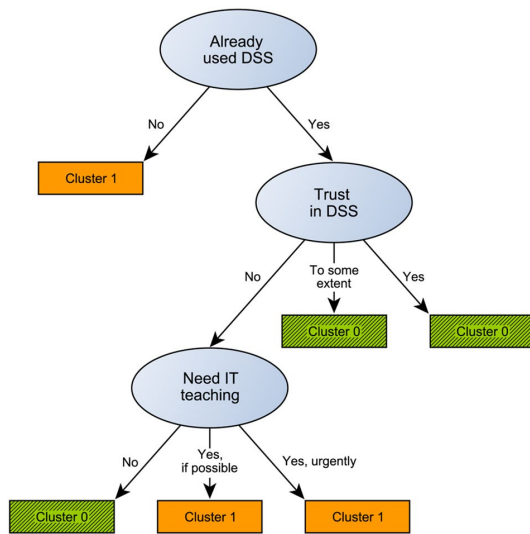 Already
used DSS
No
Yes
Cluster 1
Trust
in DSS
No
To some
extent
Yes
Cluster 0
Cluster 0
Need IT
teaching
No
Yes,
if possible
Yes, urgently
Cluster 0
Cluster 1
Cluster 1